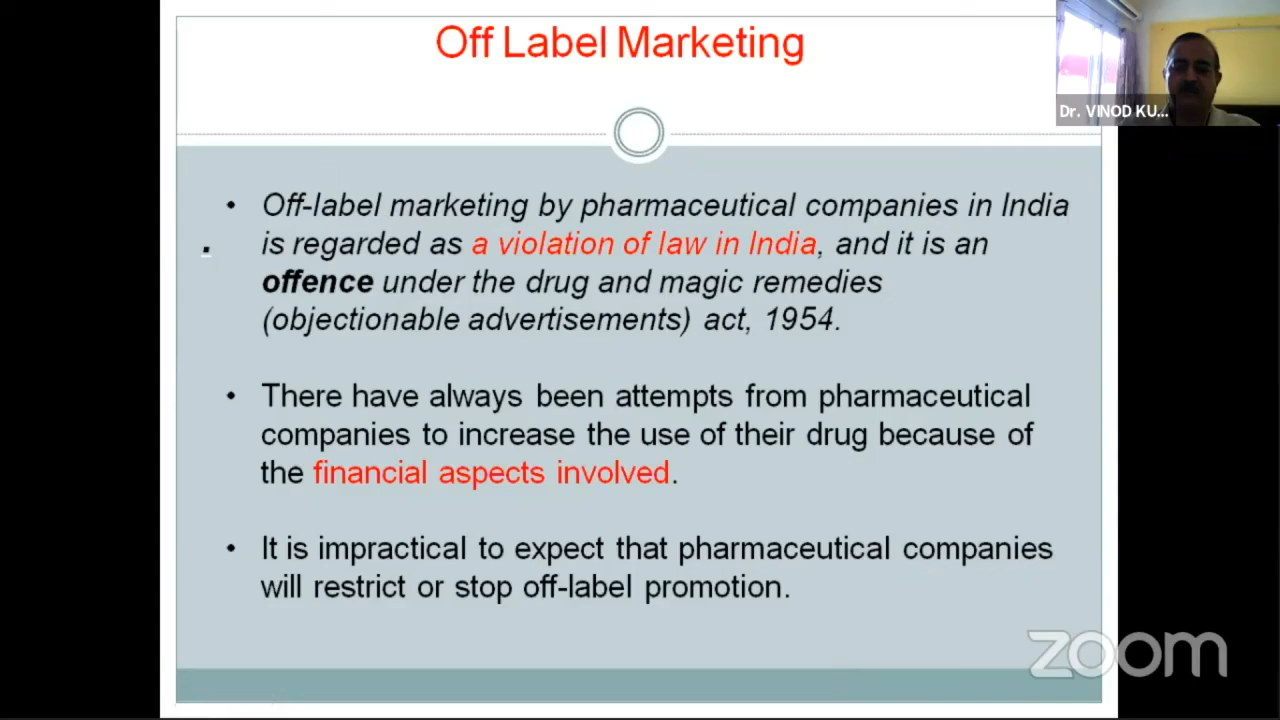 Off Label Marketing
Dr. VINOD KU...
• Off-label marketing by pharmaceutical companies in India
is regarded as a violation of law in India, and it is an
offence under the drug and magic remedies
(objectionable advertisements) act, 1954.
• There have always been attempts from pharmaceutical
companies to increase the use of their drug because of
the financial aspects involved.
• It is impractical to expect that pharmaceutical companies
will restrict or stop off-label promotion.
zoom